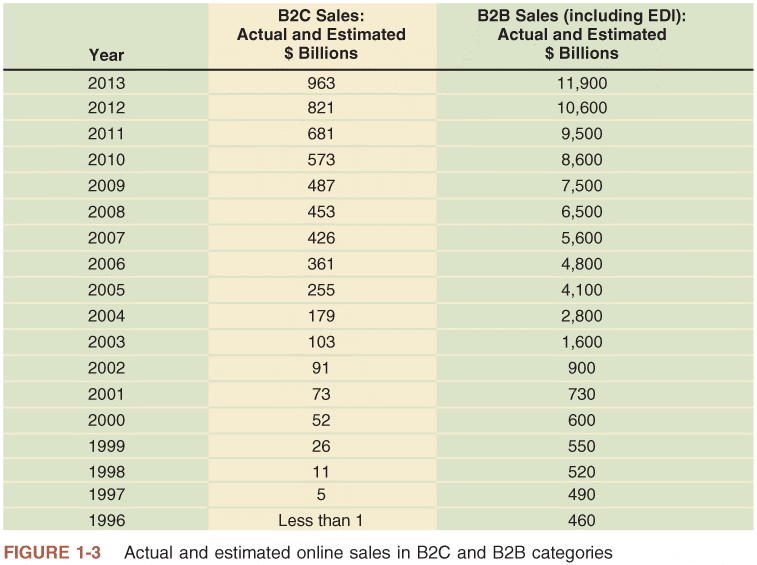 Year B2C Sales: Actual and Estimated $ Billions B2B Sales (including EDI): Actual and Estimated $ Billions
2013 963 11,900
2012 821 10,600
2011 681 9,500
2010 573 8,600
2009 487 7,500
2008 453 6,500
2007 426 5,600
2006 361 4,800
2005 255 4,100
2004 179 2,800
2003 103 1,600
2002 91 900
2001 73 730
2000 52 600
1999 26 550
1998 11 520
1997 5 490
1996 Less than 1 460
FIGURE 1-3 Actual and estimated online sales in B2C and B2B categories